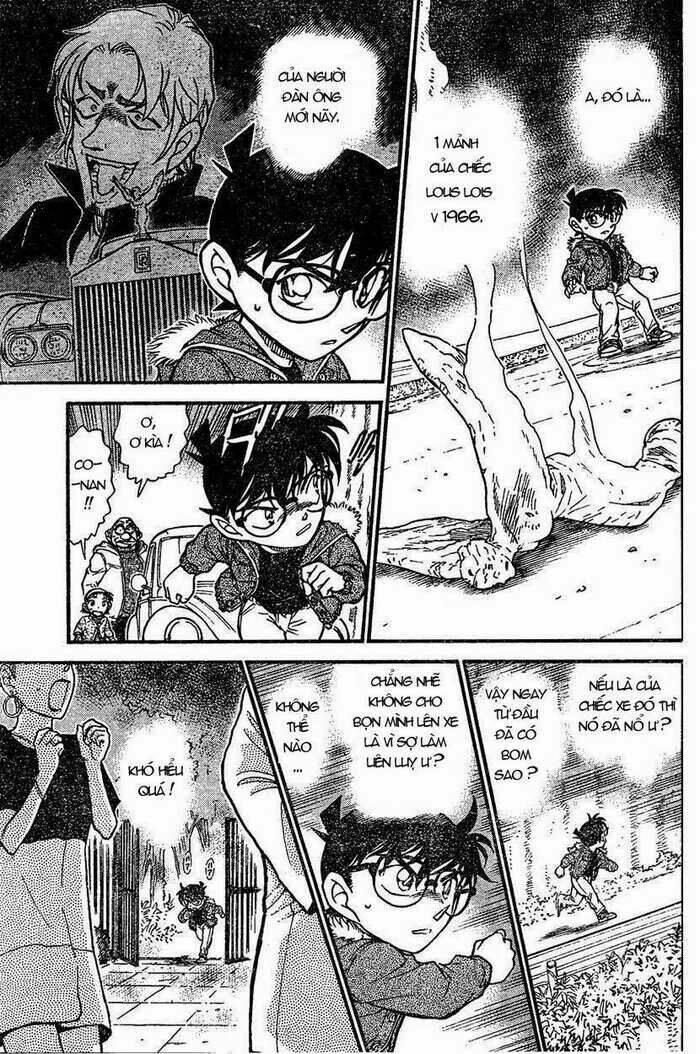 A, ĐÓ LÀ...
1 MẢNH
CỦA CHIẾC
LOUS LOIS
V 1966.
CỦA NGƯỜI
ĐÀN ÔNG
MỚI NÃY.
Ơ,
Ơ KÌA !
CO-
-NAN
!!
NẾU LÀ CỦA
CHIẾC XE ĐÓ THÌ
NÓ ĐÃ NỔ Ư ?
VẬY NGAY
TỪ ĐẦU
ĐÃ CÓ
BOM
SAO ?
CHẲNG NHẼ
KHÔNG CHO
BỌN MÌNH LÊN XE
LÀ VÌ SỢ LÀM
LIÊN LUỴ Ư ?
KHÔNG
THỂ
NÀO
...
KHÓ HIỂU
QUÁ !